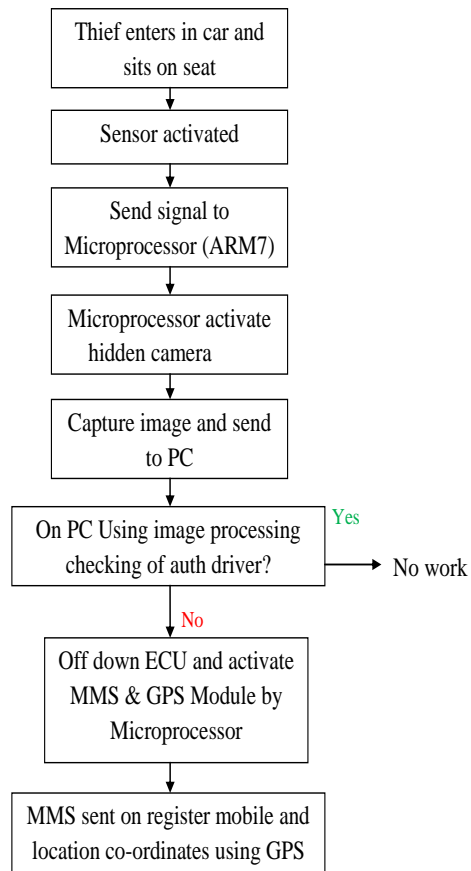 Thief enters in car and
sits on seat
Sensor activated
Send signal to
Microprocessor (ARM7)
Microprocessor activate
hidden camera
Capture image and send
to PC
On PC Using image processing
checking of auth driver?
Yes
No work
No
Off down ECU and activate
MMS & GPS Module by
Microprocessor
MMS sent on register mobile and
location co-ordinates using GPS